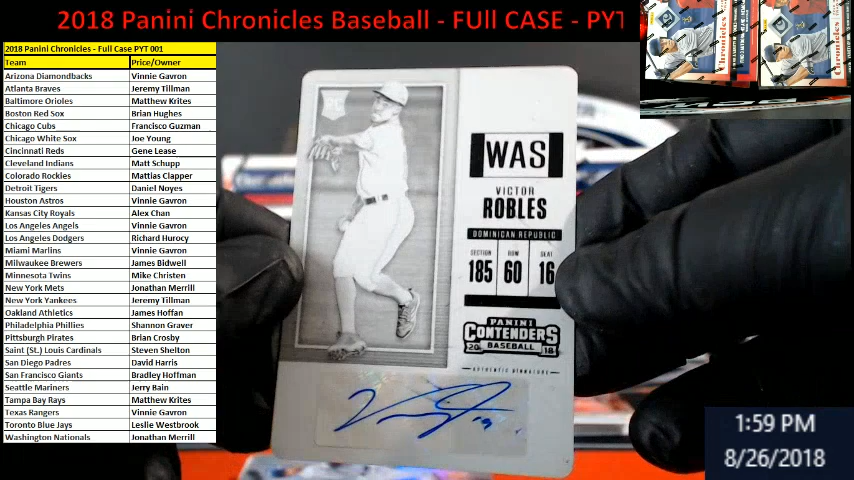 2018 Panini Chronicles Baseball - FUll CASE - PYT
2018 Panini Chronicles - Full Case PYT 001
Team Price/Owner
Arizona Diamondbacks Vinnie Gavron
Atlanta Braves Jeremy Tillman
Baltimore Orioles Matthew Krites
Boston Red Sox Brian Hughes
Chicago Cubs Francisco Guzman
Chicago White Sox Joe Young
Cincinnati Reds Gene Lease
Cleveland Indians Matt Schupp
Colorado Rockies Mattias Clapper
Detroit Tigers Daniel Noyes
Houston Astros Vinnie Gavron
Kansas City Royals Alex Chan
Los Angeles Angels Vinnie Gavron
Los Angeles Dodgers Richard Hurocy
Miami Marlins Vinnie Gavron
Milwaukee Brewers James Bidwell
Minnesota Twins Mike Christen
New York Mets Jonathan Merrill
New York Yankees Jeremy Tillman
Oakland Athletics James Hoffan
Philadelphia Phillies Shannon Graver
Pittsburgh Pirates Brian Crosby
Saint (St.) Louis Cardinals Steven Shelton
San Diego Padres David Harris
San Francisco Giants Bradley Hoffman
Seattle Mariners Jerry Bain
Tampa Bay Rays Matthew Krites
Texas Rangers Vinnie Gavron
Toronto Blue Jays Leslie Westbrook
Washington Nationals Jonathan Merrill
RC
WAS
VICTOR
ROBLES
DOMINICAN REPUBLIC
SECTION ROW SEAT
185 60 16
PANINI
CONTENDERS
20 BASEBALL 18
AUTHENTIC SIGNATURE
Chronicles
Chronicles
1:59 PM
8/26/2018